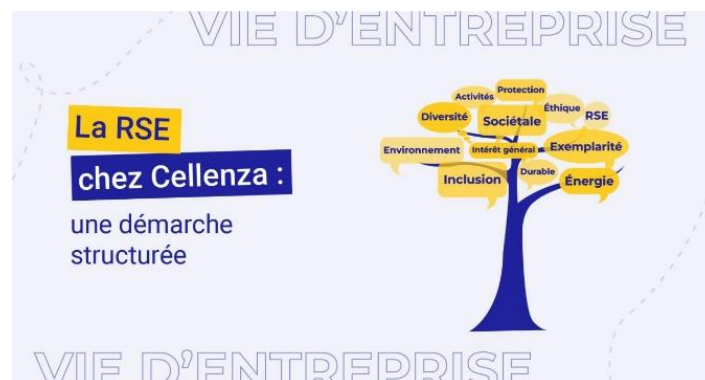 VIE D'ENTREPRISE
La RSE
chez Cellenza :
une démarche
structurée
Protection
Activités
Éthique
RSE
Diversité
Sociétale
Environnement
Intérêt général
Exemplarité
Inclusion
Durable
Énergie
VIE D'ENTREPRISE